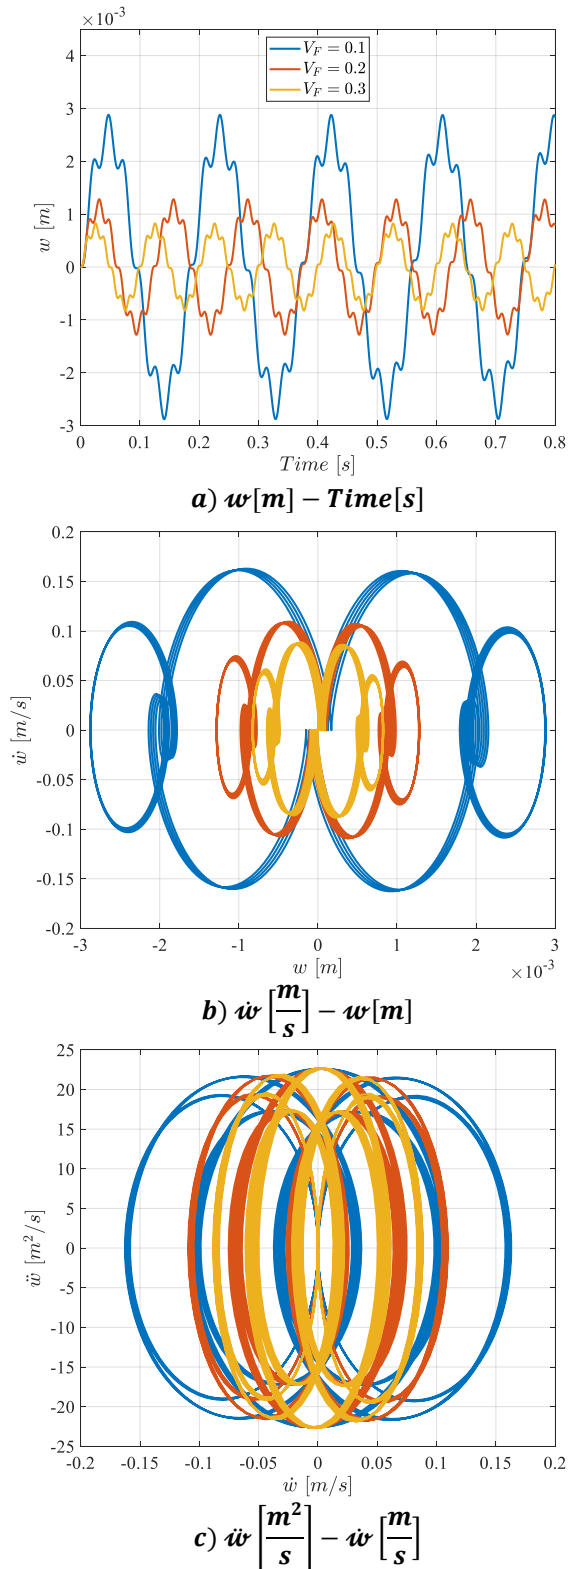 ×10⁻³
4
3
2
1
0
-1
-2
-3
w [m]
V_F = 0.1
V_F = 0.2
V_F = 0.3
0 0.1 0.2 0.3 0.4 0.5 0.6 0.7 0.8
Time [s]
a) w[m] − Time[s]
0.2
0.15
0.1
0.05
0
-0.05
-0.1
-0.15
-0.2
ẇ [m/s]
-3 -2 -1 0 1 2 3
w [m]
×10⁻³
b) ẇ [m/s] − w[m]
25
20
15
10
5
0
-5
-10
-15
-20
-25
ẅ [m²/s]
-0.2 -0.15 -0.1 -0.05 0 0.05 0.1 0.15 0.2
ẇ [m/s]
c) ẅ [m²/s] − ẇ [m/s]